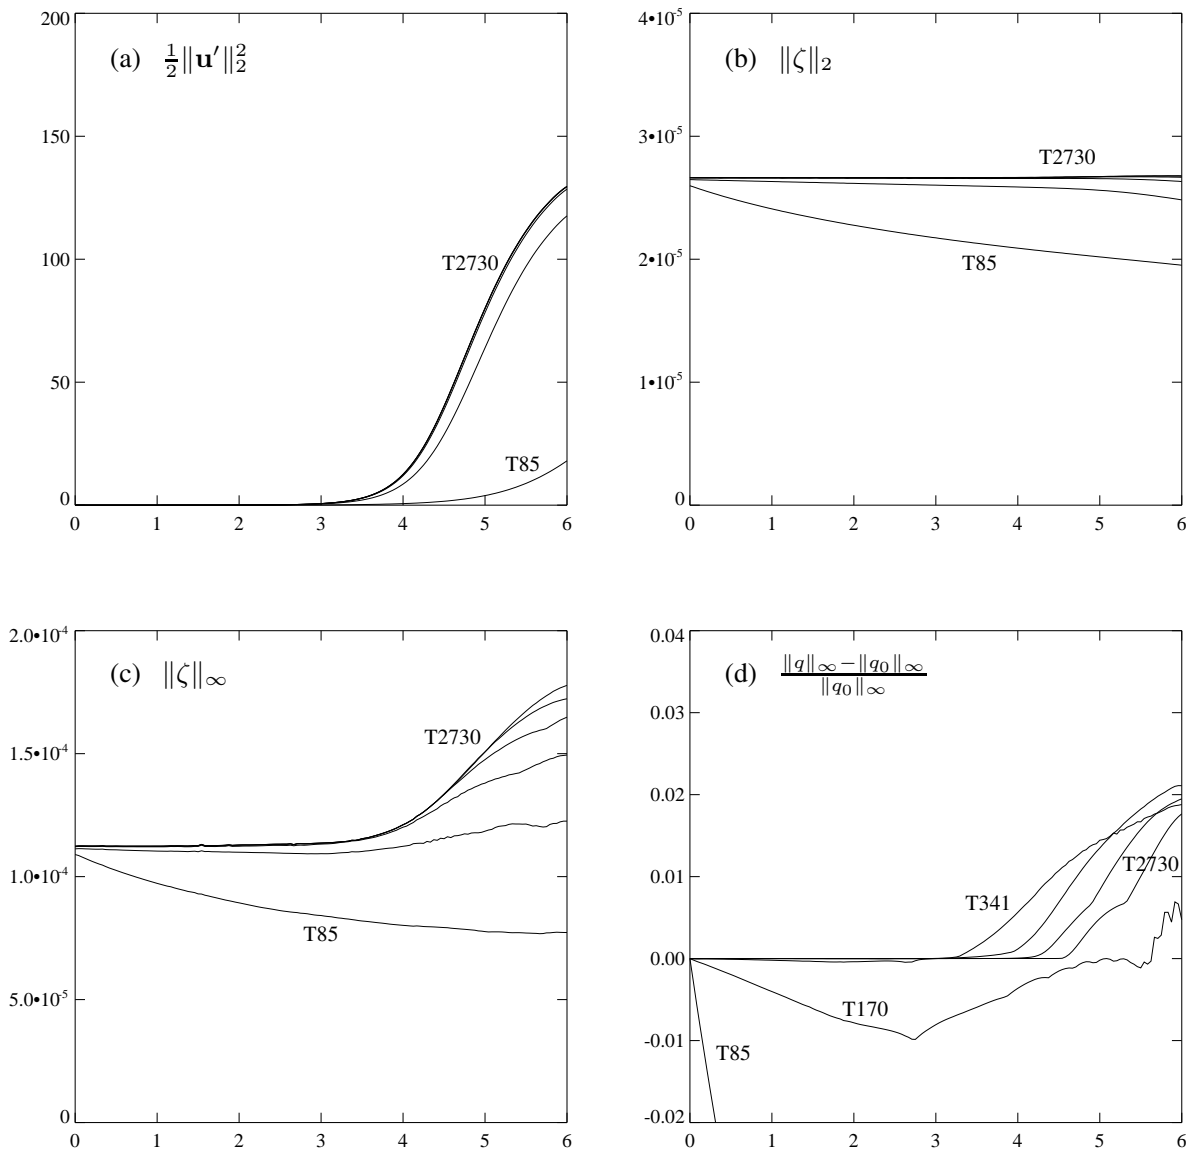 (a) ½‖u′‖₂²
200
150
100
50
0
T2730
T85
0 1 2 3 4 5 6
(b) ‖ζ‖₂
4•10⁻⁵
3•10⁻⁵
2•10⁻⁵
1•10⁻⁵
0
T2730
T85
0 1 2 3 4 5 6
(c) ‖ζ‖∞
2.0•10⁻⁴
1.5•10⁻⁴
1.0•10⁻⁴
5.0•10⁻⁵
0
T2730
T85
0 1 2 3 4 5 6
(d) (‖q‖∞−‖q₀‖∞)/‖q₀‖∞
0.04
0.03
0.02
0.01
0.00
-0.01
-0.02
T2730
T341
T170
T85
0 1 2 3 4 5 6